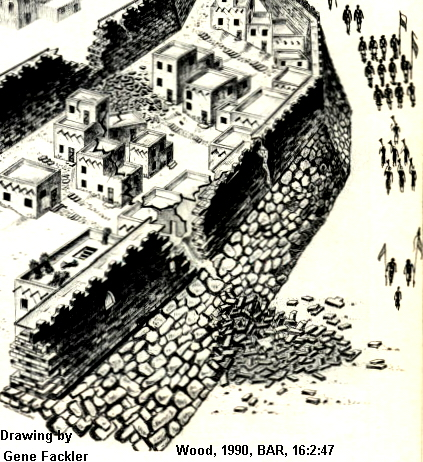 Drawing by
Gene Fackler
Wood, 1990, BAR, 16:2:47